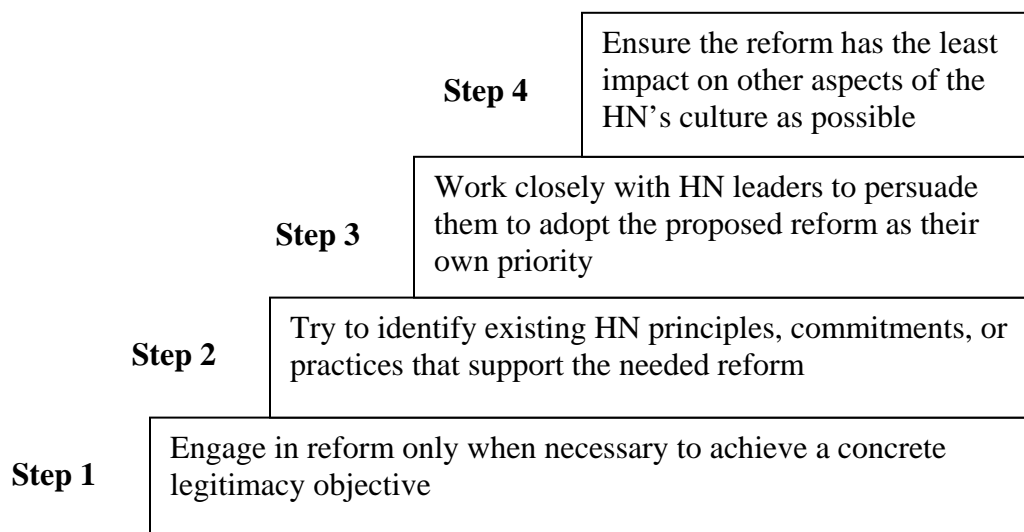 Step 4
Ensure the reform has the least
impact on other aspects of the
HN’s culture as possible
Step 3
Work closely with HN leaders to persuade
them to adopt the proposed reform as their
own priority
Step 2
Try to identify existing HN principles, commitments, or
practices that support the needed reform
Step 1
Engage in reform only when necessary to achieve a concrete
legitimacy objective